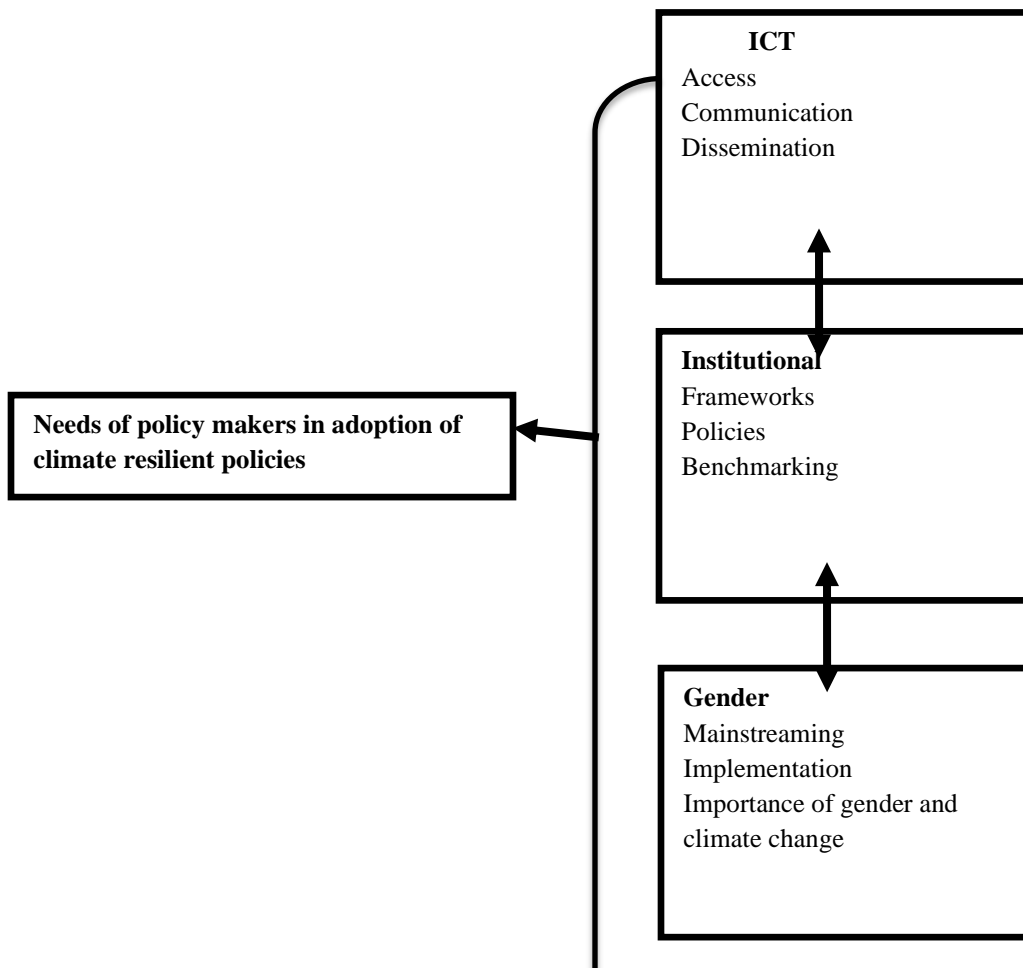 ICT
Access
Communication
Dissemination
Institutional
Frameworks
Policies
Benchmarking
Needs of policy makers in adoption of
climate resilient policies
Gender
Mainstreaming
Implementation
Importance of gender and
climate change